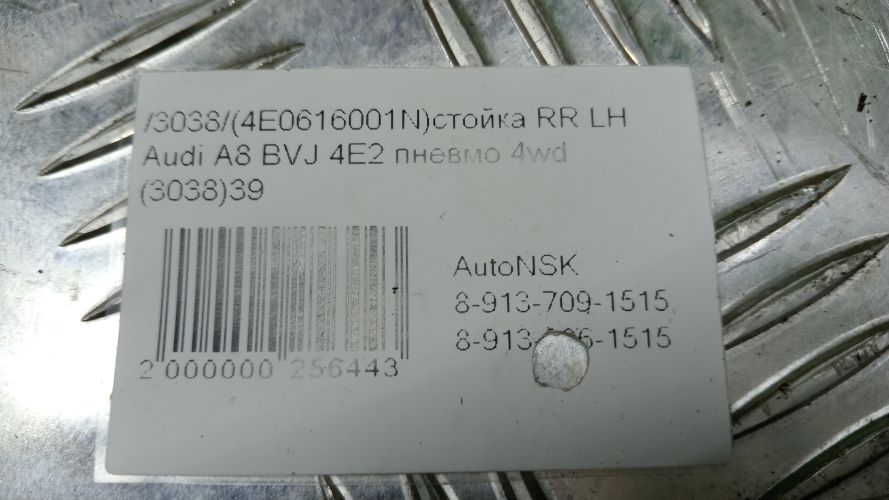 /3038/(4E0616001N)стойка RR LH
Audi A8 BVJ 4E2 пневмо 4wd
(3038)39
AutoNSK
8-913-709-1515,
2 000000 256443